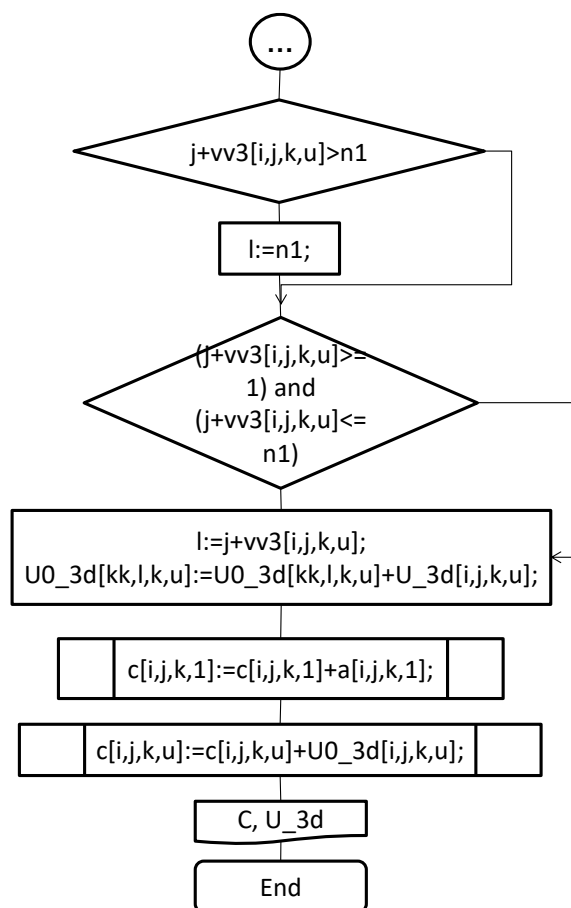 ...
j+vv3[i,j,k,u]>n1
l:=n1;
(j+vv3[i,j,k,u]>=
1) and
(j+vv3[i,j,k,u]<=
n1)
l:=j+vv3[i,j,k,u];
U0_3d[kk,l,k,u]:=U0_3d[kk,l,k,u]+U_3d[i,j,k,u];
c[i,j,k,1]:=c[i,j,k,1]+a[i,j,k,1];
c[i,j,k,u]:=c[i,j,k,u]+U0_3d[i,j,k,u];
C, U_3d
End